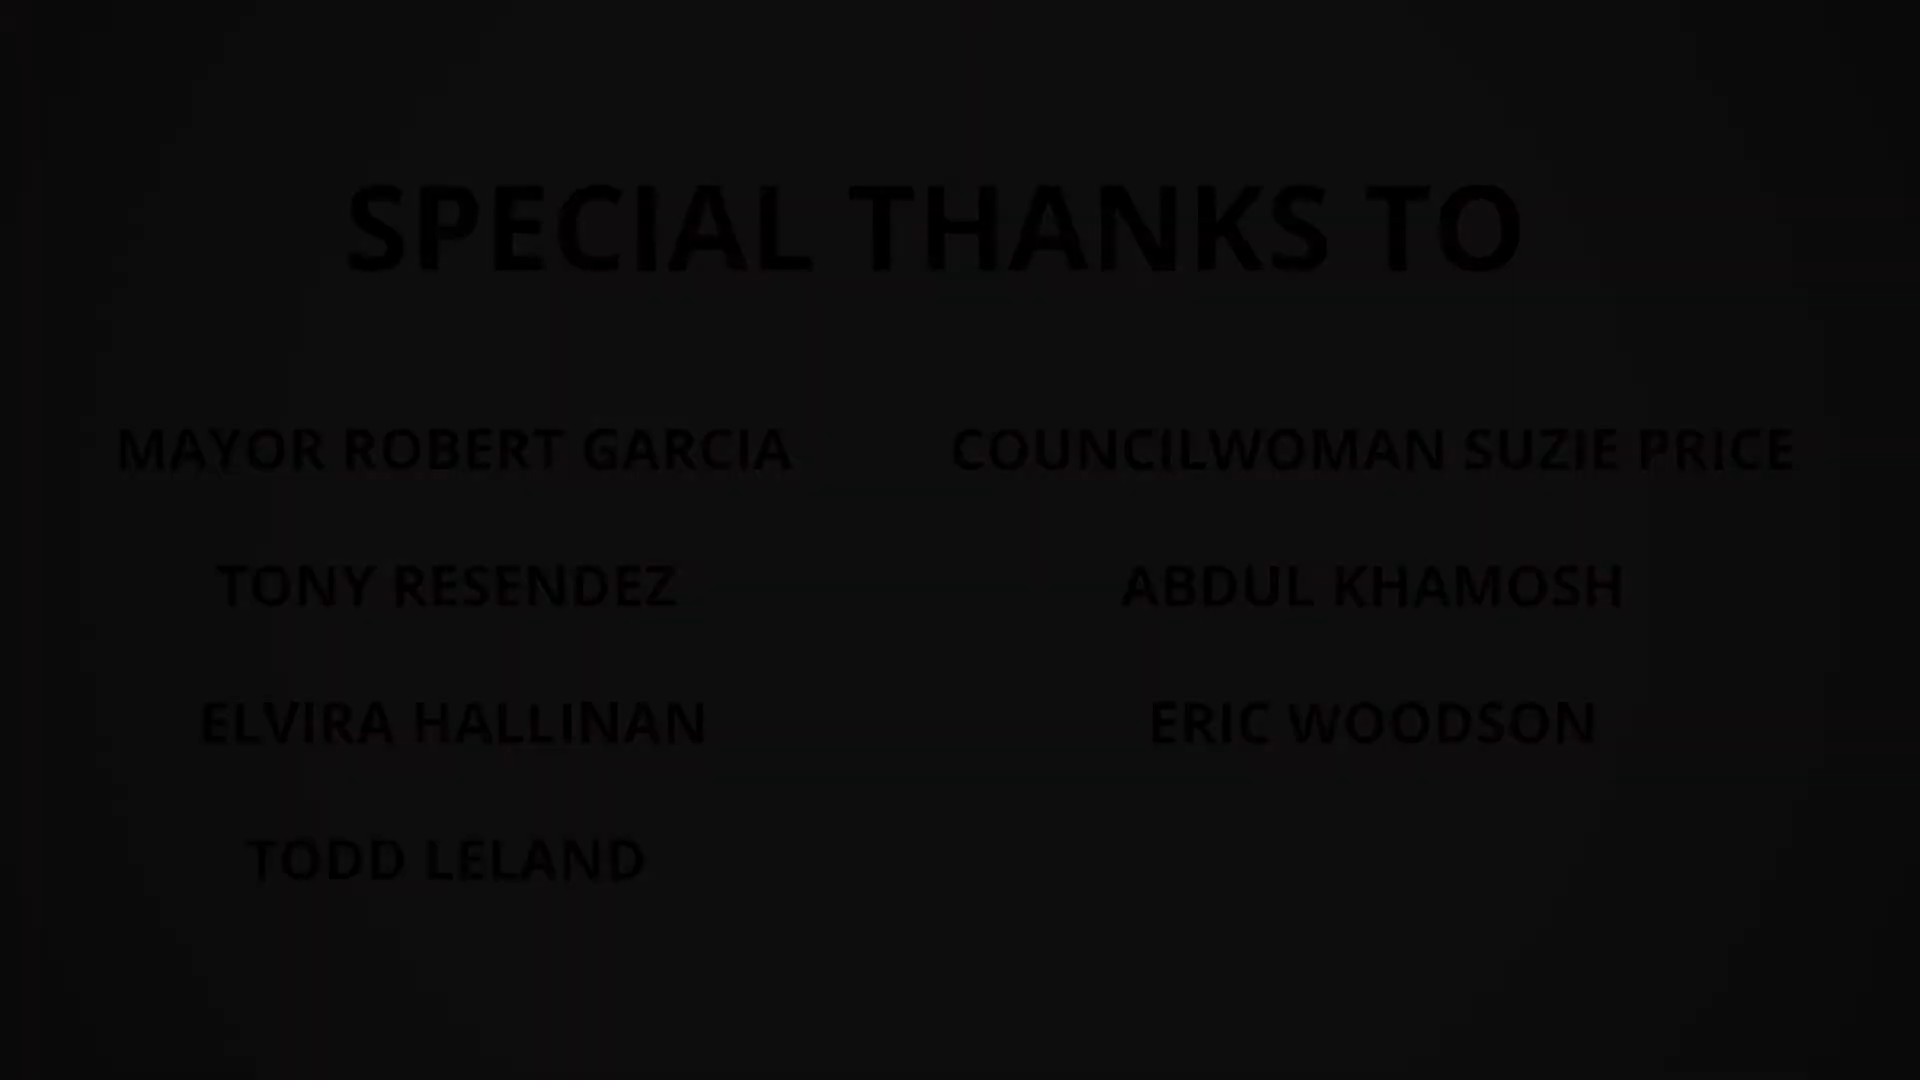 SPECIAL THANKS TO
MAYOR ROBERT GARCIA
COUNCILWOMAN SUZIE PRICE
TONY RESENDEZ
ABDUL KHAMOSH
ELVIRA HALLINAN
ERIC WOODSON
TODD LELAND